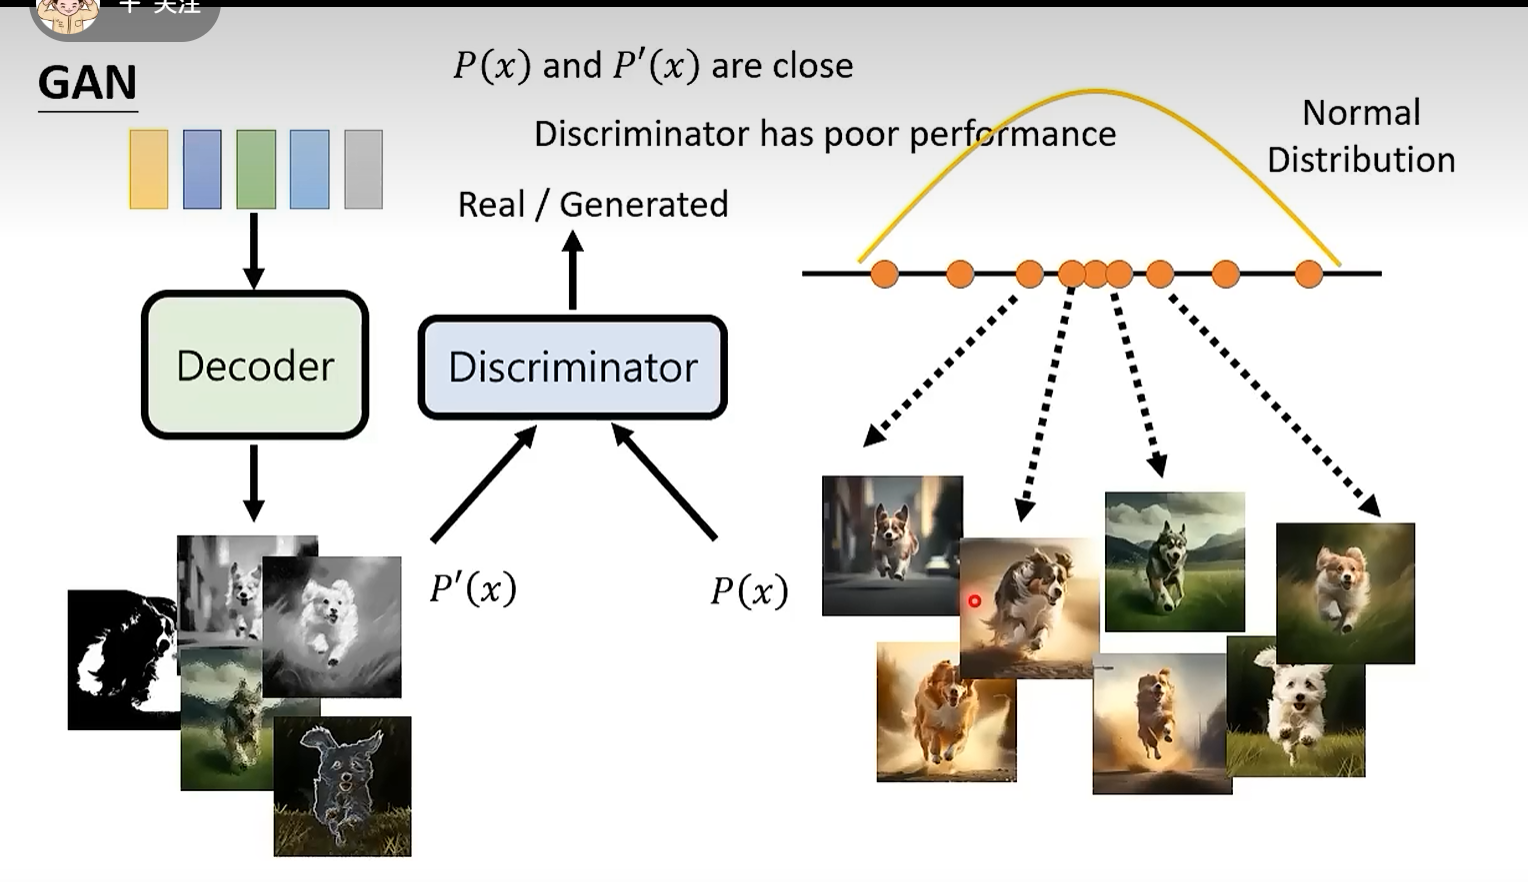 + 关注
GAN
P(x) and P′(x) are close
Discriminator has poor performance
Normal
Distribution
Real / Generated
Decoder
Discriminator
P′(x)
P(x)